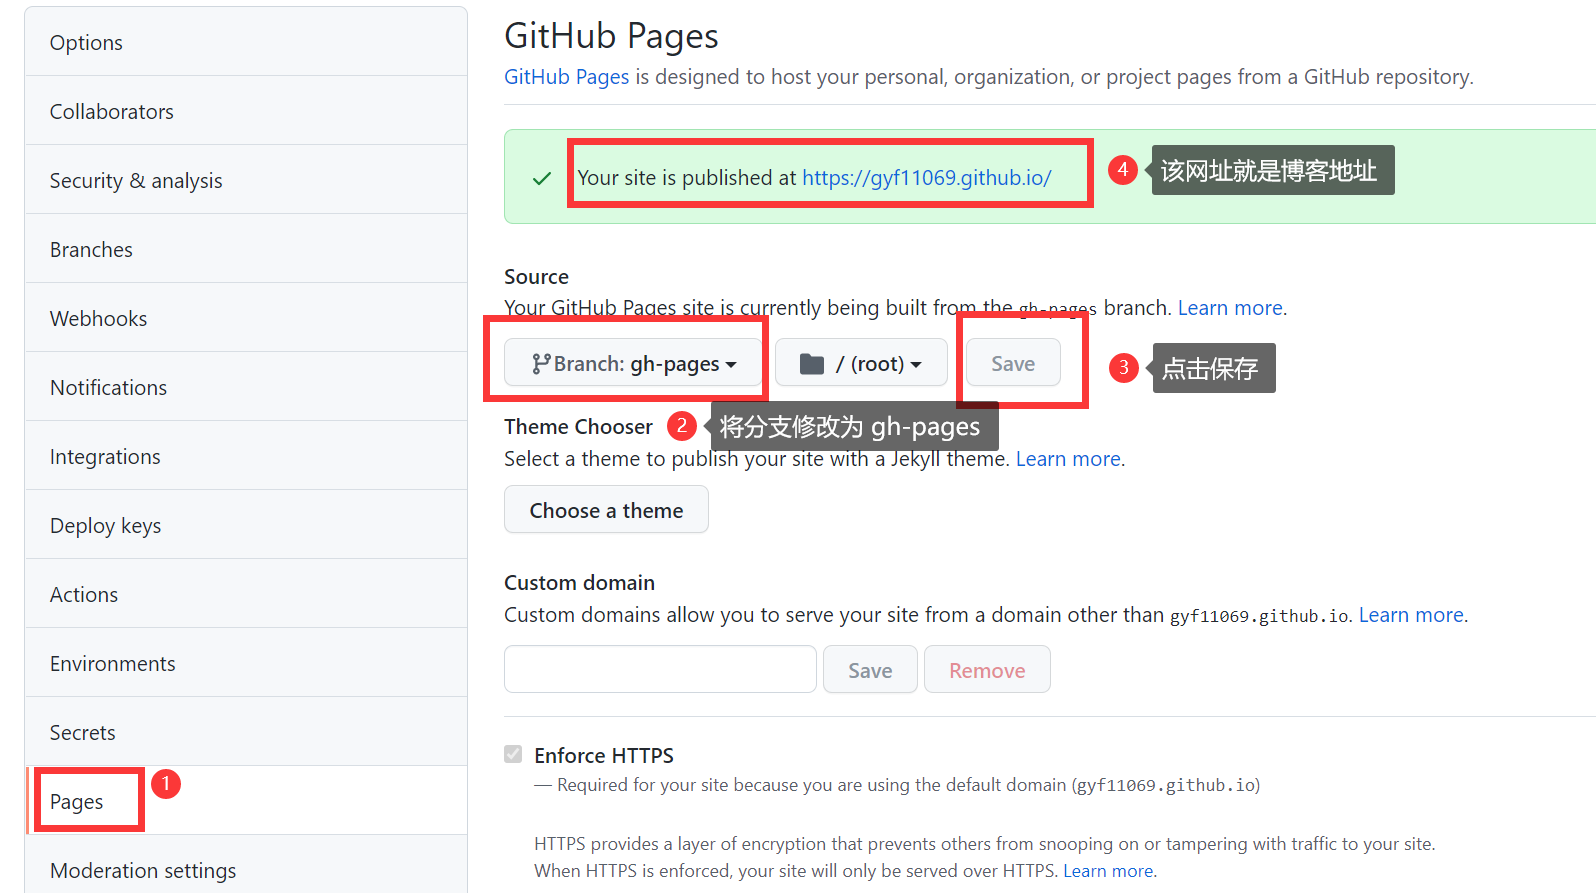 Options
Collaborators
Security & analysis
Branches
Webhooks
Notifications
Integrations
Deploy keys
Actions
Environments
Secrets
Pages
1
Moderation settings
GitHub Pages
GitHub Pages is designed to host your personal, organization, or project pages from a GitHub repository.
Your site is published at https://gyf11069.github.io/
4 该网址就是博客地址
Source
Your GitHub Pages site is currently being built from the gh-pages branch. Learn more.
Branch: gh-pages
/ (root)
Save
3 点击保存
Theme Chooser
2 将分支修改为 gh-pages
Select a theme to publish your site with a Jekyll theme. Learn more.
Choose a theme
Custom domain
Custom domains allow you to serve your site from a domain other than gyf11069.github.io. Learn more.
Save
Remove
Enforce HTTPS
— Required for your site because you are using the default domain (gyf11069.github.io)
HTTPS provides a layer of encryption that prevents others from snooping on or tampering with traffic to your site.
When HTTPS is enforced, your site will only be served over HTTPS. Learn more.